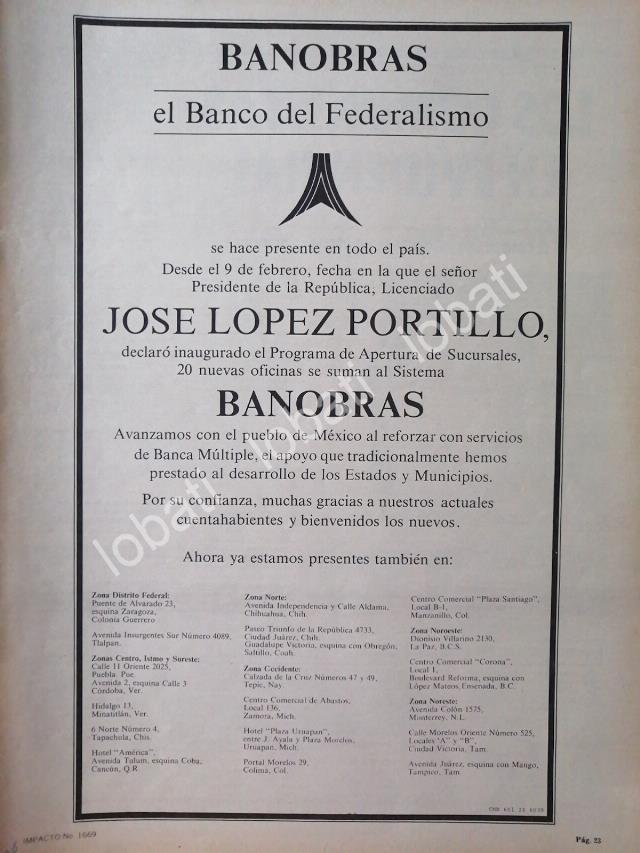 BANOBRAS
el Banco del Federalismo
se hace presente en todo el país.
Desde el 9 de febrero, fecha en la que el señor
Presidente de la República, Licenciado
JOSE LOPEZ PORTILLO,
declaró inaugurado el Programa de Apertura de Sucursales,
20 nuevas oficinas se suman al Sistema
BANOBRAS
Avanzamos con el pueblo de México al reforzar con servicios
de Banca Múltiple, el apoyo que tradicionalmente hemos
prestado al desarrollo de los Estados y Municipios.
Por su confianza, muchas gracias a nuestros actuales
cuentahabientes y bienvenidos los nuevos.
Ahora ya estamos presentes también en:
Zona Distrito Federal:
Puente de Alvarado 23,
esquina Zaragoza,
Colonia Guerrero
Avenida Insurgentes Sur Número 4089,
Tlalpan.
Zonas Centro, Istmo y Sureste:
Calle 11 Oriente 2025,
Puebla. Pue.
Avenida 2, esquina Calle 3
Córdoba, Ver.
Hidalgo 13,
Minatitlán, Ver.
6 Norte Número 4,
Tapachula, Chis.
Hotel "América",
Avenida Tulum, esquina Coba,
Cancún, Q.R
Zona Norte:
Avenida Independencia y Calle Aldama,
Chihuahua, Chih.
Paseo Triunfo de la República 4733,
Ciudad Juárez, Chih.
Guadalupe Victoria, esquina con Obregón,
Saltillo, Coah.
Zona Occidente:
Calzada de la Cruz Números 47 y 49,
Tepic, Nay.
Centro Comercial de Abastos,
Local 136,
Zamora, Mich.
Hotel "Plaza Uruapan",
entre J. Ayala y Plaza Morelos,
Uruapan, Mich.
Portal Morelos 29,
Colima, Col.
Centro Comercial "Plaza Santiago",
Local B-1,
Manzanillo, Col.
Zona Noroeste:
Dionisio Villarino 2130,
La Paz, B.C.S.
Centro Comercial "Corona",
Local 1,
Boulevard Reforma, esquina con
López Mateos, Ensenada, B.C.
Zona Noreste:
Avenida Colón 1575,
Monterrey, N.L.
Calle Morelos Oriente Número 525,
Locales "A" y "B",
Ciudad Victoria, Tam.
Avenida Juárez, esquina con Mango,
Tampico, Tam
IMPACTO No. 1669
Pág. 23
lobati lobati lobati